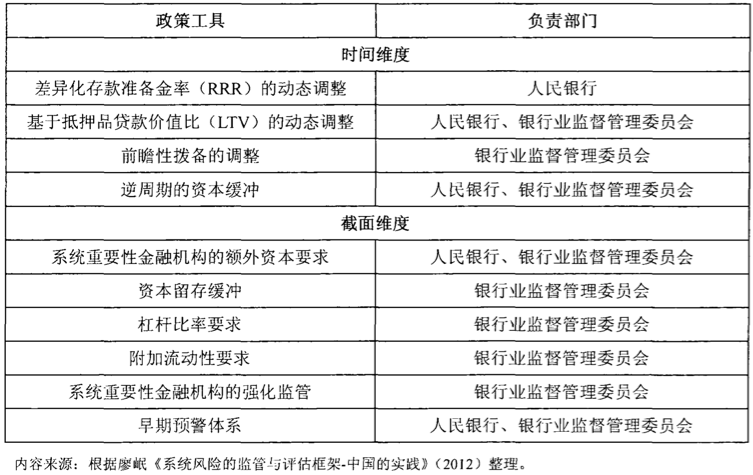 政策工具 负责部门
时间维度
差异化存款准备金率（RRR）的动态调整 人民银行
基于抵押品贷款价值比（LTV）的动态调整 人民银行、银行业监督管理委员会
前瞻性拨备的调整 银行业监督管理委员会
逆周期的资本缓冲 人民银行、银行业监督管理委员会
截面维度
系统重要性金融机构的额外资本要求 人民银行、银行业监督管理委员会
资本留存缓冲 银行业监督管理委员会
杠杆比率要求 银行业监督管理委员会
附加流动性要求 银行业监督管理委员会
系统重要性金融机构的强化监管 银行业监督管理委员会
早期预警体系 人民银行、银行业监督管理委员会
内容来源：根据廖岷《系统风险的监管与评估框架-中国的实践》（2012）整理。